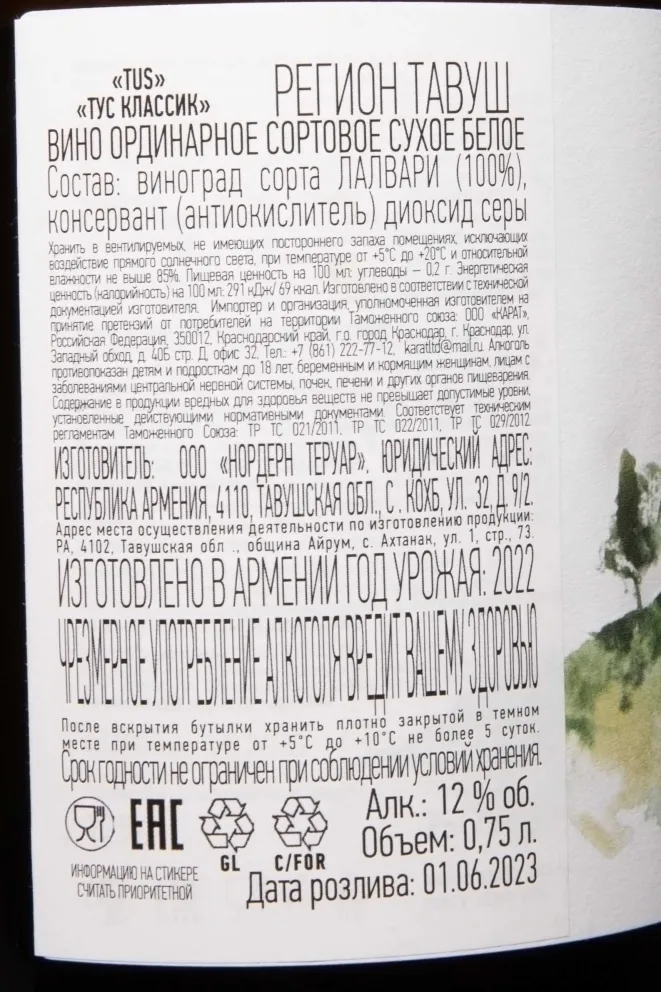 «TUS»
«ТУС КЛАССИК»
РЕГИОН ТАВУШ
ВИНО ОРДИНАРНОЕ СОРТОВОЕ СУХОЕ БЕЛОЕ
Состав: виноград сорта ЛАЛВАРИ (100%),
консервант (антиокислитель) диоксид серы
Хранить в вентилируемых, не имеющих постороннего запаха помещениях, исключающих
воздействие прямого солнечного света, при температуре от +5°С до +20°С и относительной
влажности не выше 85%. Пищевая ценность на 100 мл: углеводы – 0,2 г. Энергетическая
ценность (калорийность) на 100 мл: 291 кДж/ 69 ккал. Изготовлено в соответствии с технической
документацией изготовителя. Импортер и организация, уполномоченная изготовителем на
принятие претензий от потребителей на территории Таможенного союза: ООО «КАРАТ»,
Российская Федерация, 350012, Краснодарский край, г.о. город Краснодар, г. Краснодар, ул.
Западный обход, д. 40Б стр. Д, офис 32, Тел.: +7 (861) 222-77-12, karatltd@mail.ru. Алкоголь
противопоказан детям и подросткам до 18 лет, беременным и кормящим женщинам, лицам с
заболеваниями центральной нервной системы, почек, печени и других органов пищеварения.
Содержание в продукции вредных для здоровья веществ не превышает допустимые уровни,
установленные действующими нормативными документами. Соответствует техническим
регламентам Таможенного Союза: ТР ТС 021/2011, ТР ТС 022/2011, ТР ТС 029/2012
ИЗГОТОВИТЕЛЬ: ООО «НОРДЕРН ТЕРУАР». ЮРИДИЧЕСКИЙ АДРЕС:
РЕСПУБЛИКА АРМЕНИЯ, 4110, ТАВУШСКАЯ ОБЛ., С . КОХБ, УЛ. 32, Д. 9/2.
Адрес места осуществления деятельности по изготовлению продукции:
РА, 4102, Тавушская обл ., община Айрум, с. Ахтанак, ул. 1, стр., 73.
ИЗГОТОВЛЕНО В АРМЕНИИ ГОД УРОЖАЯ: 2022
ЧРЕЗМЕРНОЕ УПОТРЕБЛЕНИЕ АЛКОГОЛЯ ВРЕДИТ ВАШЕМУ ЗДОРОВЬЮ
После вскрытия бутылки хранить плотно закрытой в темном
месте при температуре от +5°С до +10°С не более 5 суток.
Срок годности не ограничен при соблюдении условий хранения.
EAC
GL
C/FOR
ИНФОРМАЦИЮ НА СТИКЕРЕ
СЧИТАТЬ ПРИОРИТЕТНОЙ
Алк.: 12 % об.
Объем: 0,75 л.
Дата розлива: 01.06.2023